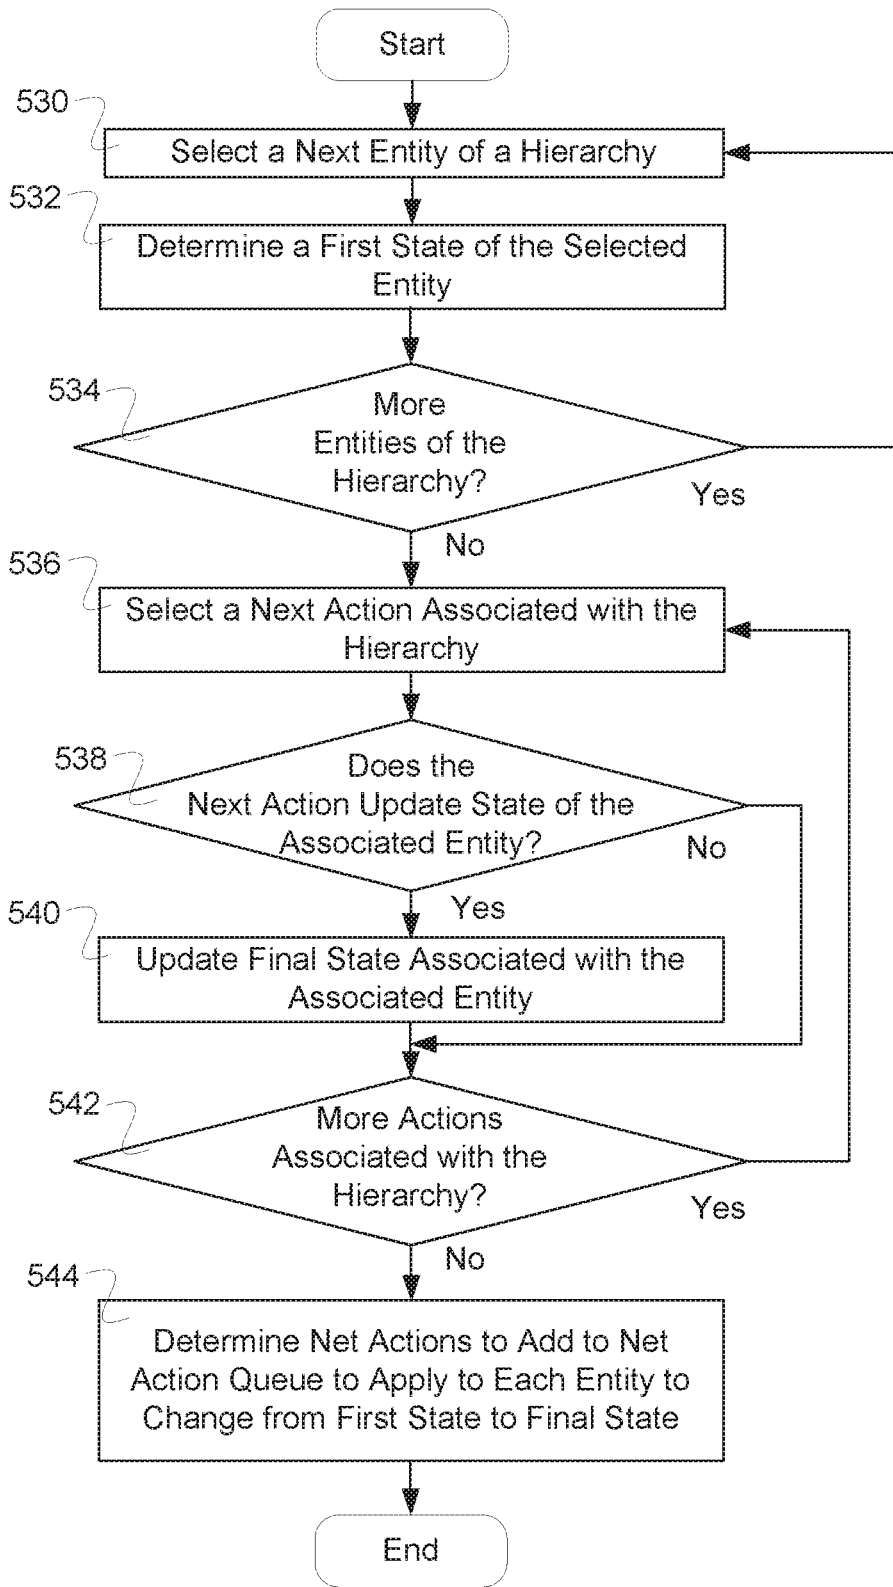 Start
530
Select a Next Entity of a Hierarchy
532
Determine a First State of the Selected
Entity
534
More
Entities of the
Hierarchy?
Yes
No
536
Select a Next Action Associated with the
Hierarchy
538
Does the
Next Action Update State of the
Associated Entity?
No
Yes
540
Update Final State Associated with the
Associated Entity
542
More Actions
Associated with the
Hierarchy?
Yes
No
544
Determine Net Actions to Add to Net
Action Queue to Apply to Each Entity to
Change from First State to Final State
End